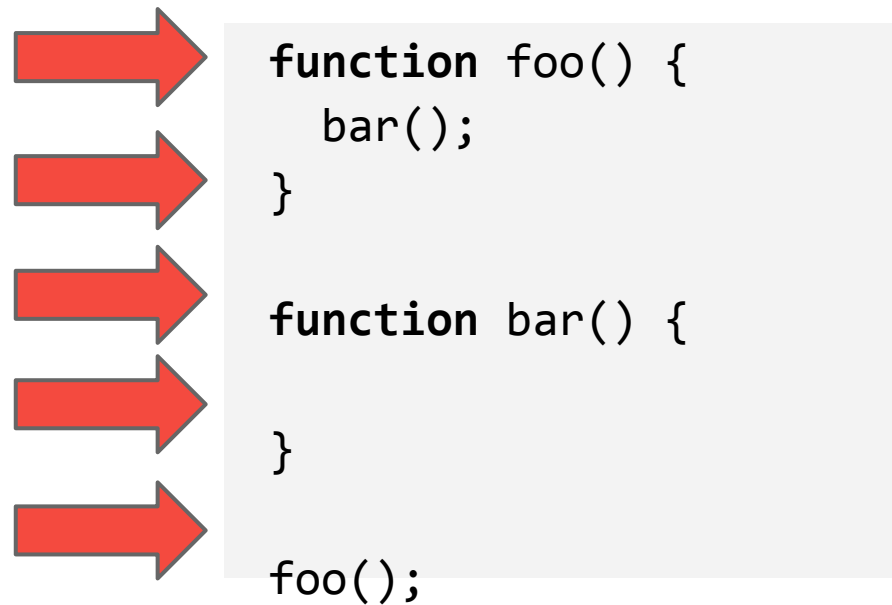 function foo() {
  bar();
}
function bar() {
}
foo();